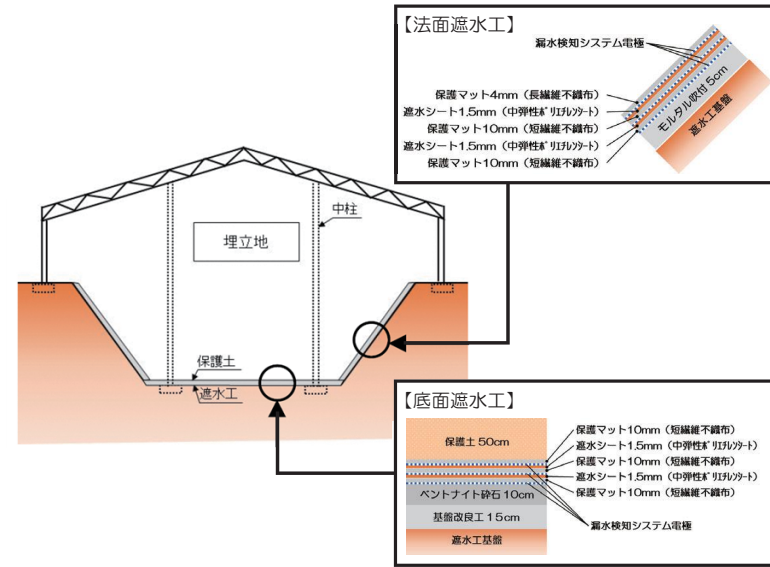 【法面遮水工】
漏水検知システム電極
保護マット4mm（長繊維不織布）
遮水シート1.5mm（中弾性ﾎﾟﾘｴﾁﾚﾝｼｰﾄ）
保護マット10mm（短繊維不織布）
遮水シート1.5mm（中弾性ﾎﾟﾘｴﾁﾚﾝｼｰﾄ）
保護マット10mm（短繊維不織布）
モルタル吹付5cm
遮水工基盤
中柱
埋立地
保護土
遮水工
【底面遮水工】
保護土50cm
ベントナイト砕石10cm
基盤改良工15cm
遮水工基盤
保護マット10mm（短繊維不織布）
遮水シート1.5mm（中弾性ﾎﾟﾘｴﾁﾚﾝｼｰﾄ）
保護マット10mm（短繊維不織布）
遮水シート1.5mm（中弾性ﾎﾟﾘｴﾁﾚﾝｼｰﾄ）
保護マット10mm（短繊維不織布）
漏水検知システム電極